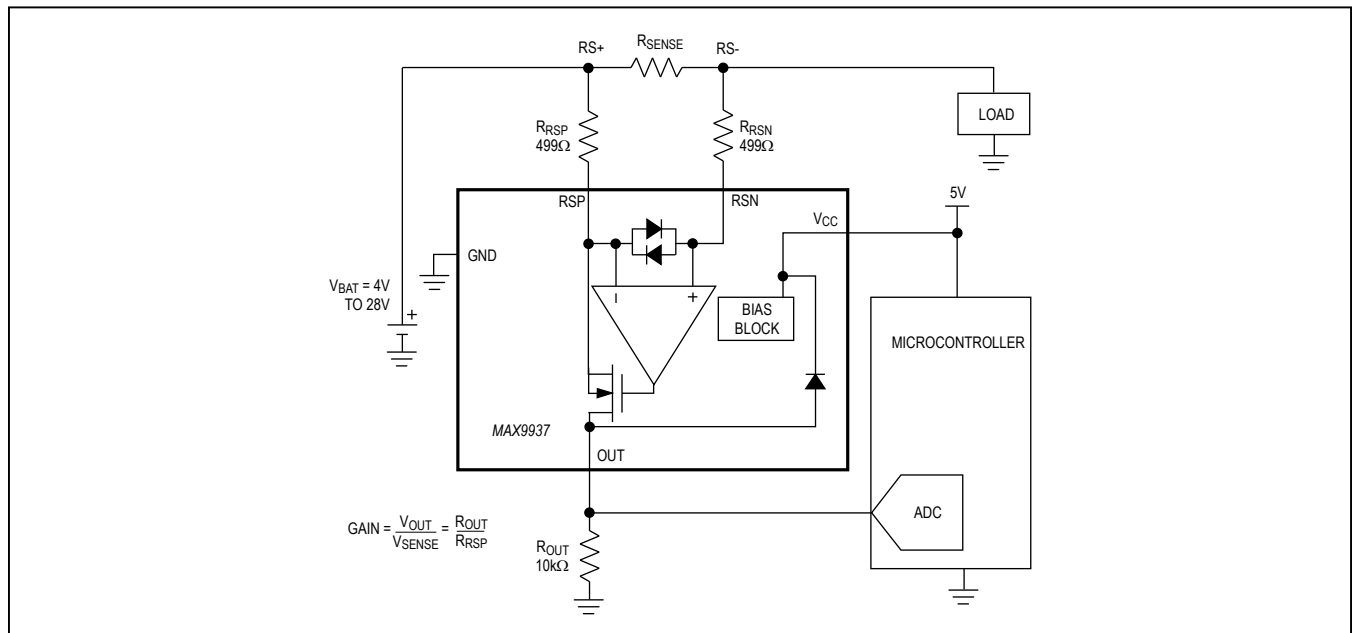 RS+
RSENSE
RS-
RRSP
499Ω
RRSN
499Ω
LOAD
RSP
RSN
5V
VCC
GND
VBAT = 4V
TO 28V
+
-
+
BIAS
BLOCK
MICROCONTROLLER
MAX9937
OUT
ADC
GAIN = VOUT/VSENSE = ROUT/RRSP
ROUT
10kΩ